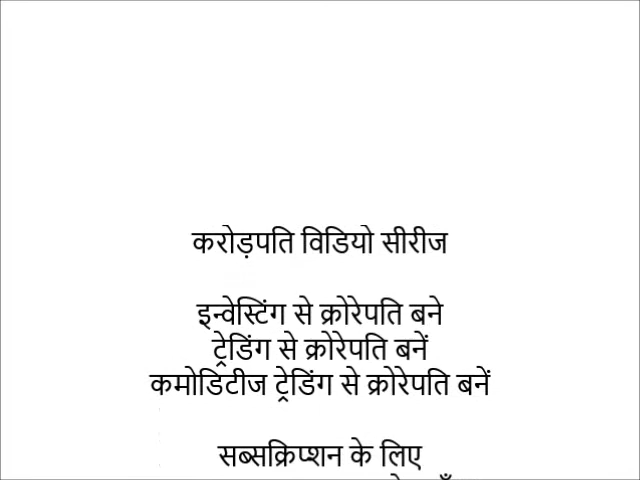 करोड़पति विडियो सीरीज
इन्वेस्टिंग से क्रोरेपति बने
ट्रेडिंग से क्रोरेपति बनें
कमोडिटीज ट्रेडिंग से क्रोरेपति बनें
सब्सक्रिप्शन के लिए